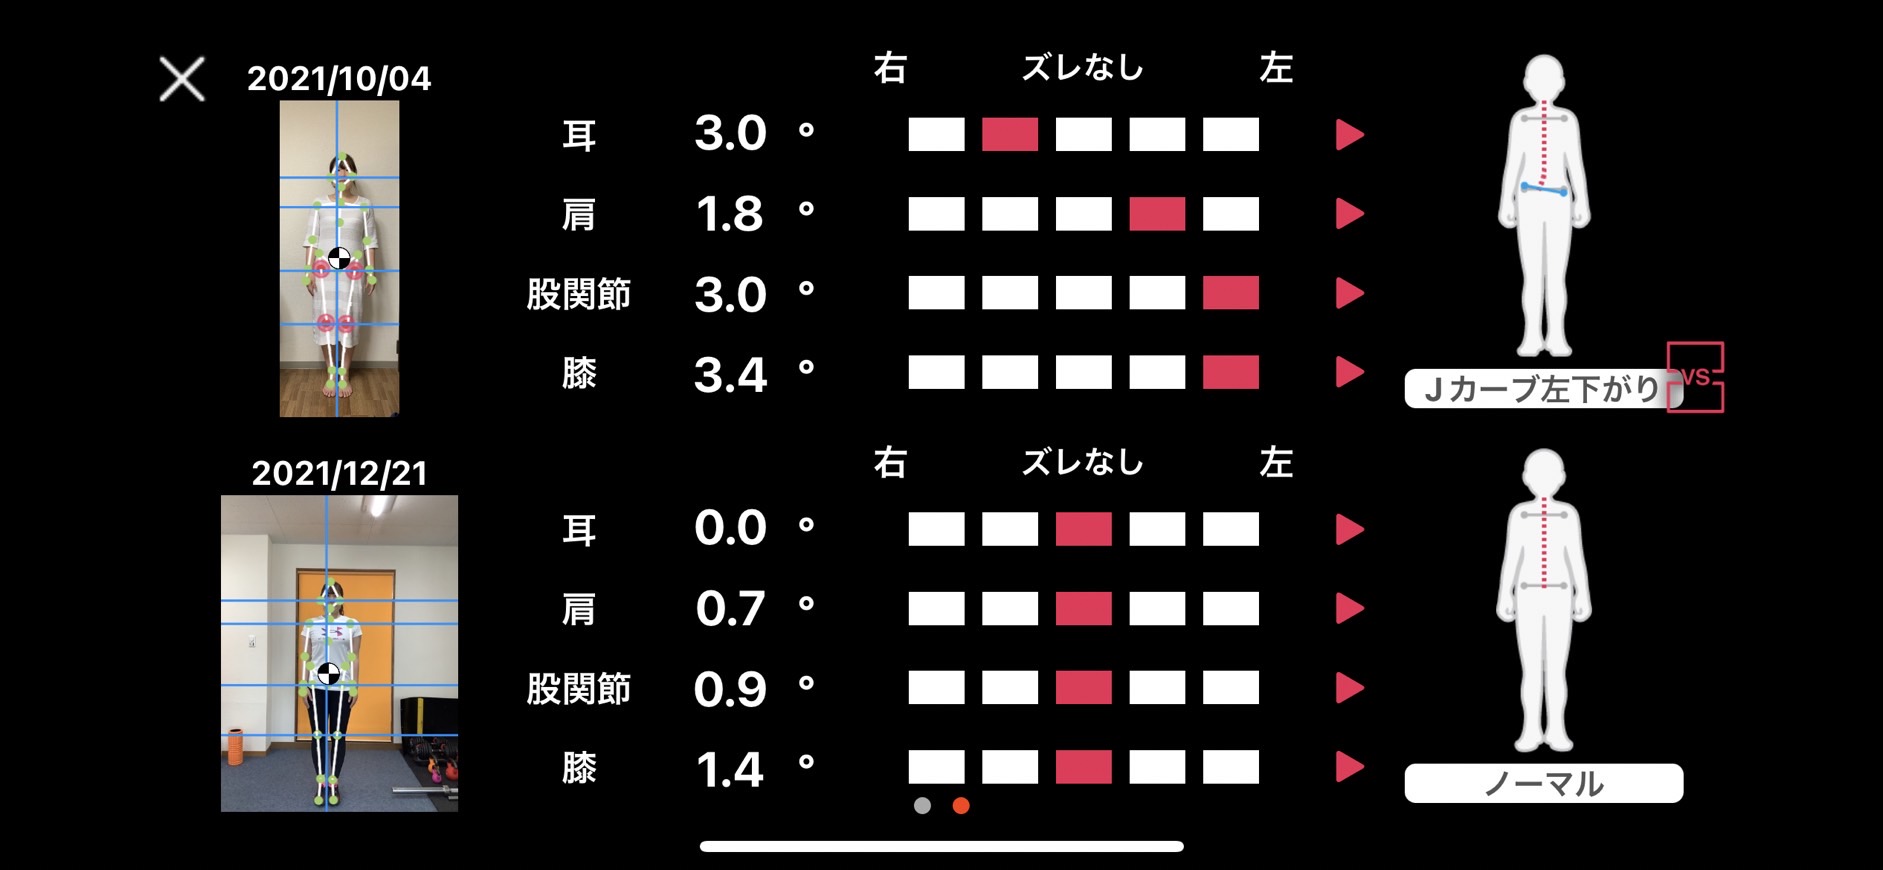 2021/10/04
右 ズレなし 左
耳 3.0 °
肩 1.8 °
股関節 3.0 °
膝 3.4 °
Jカーブ左下がり
VS
2021/12/21
右 ズレなし 左
耳 0.0 °
肩 0.7 °
股関節 0.9 °
膝 1.4 °
ノーマル